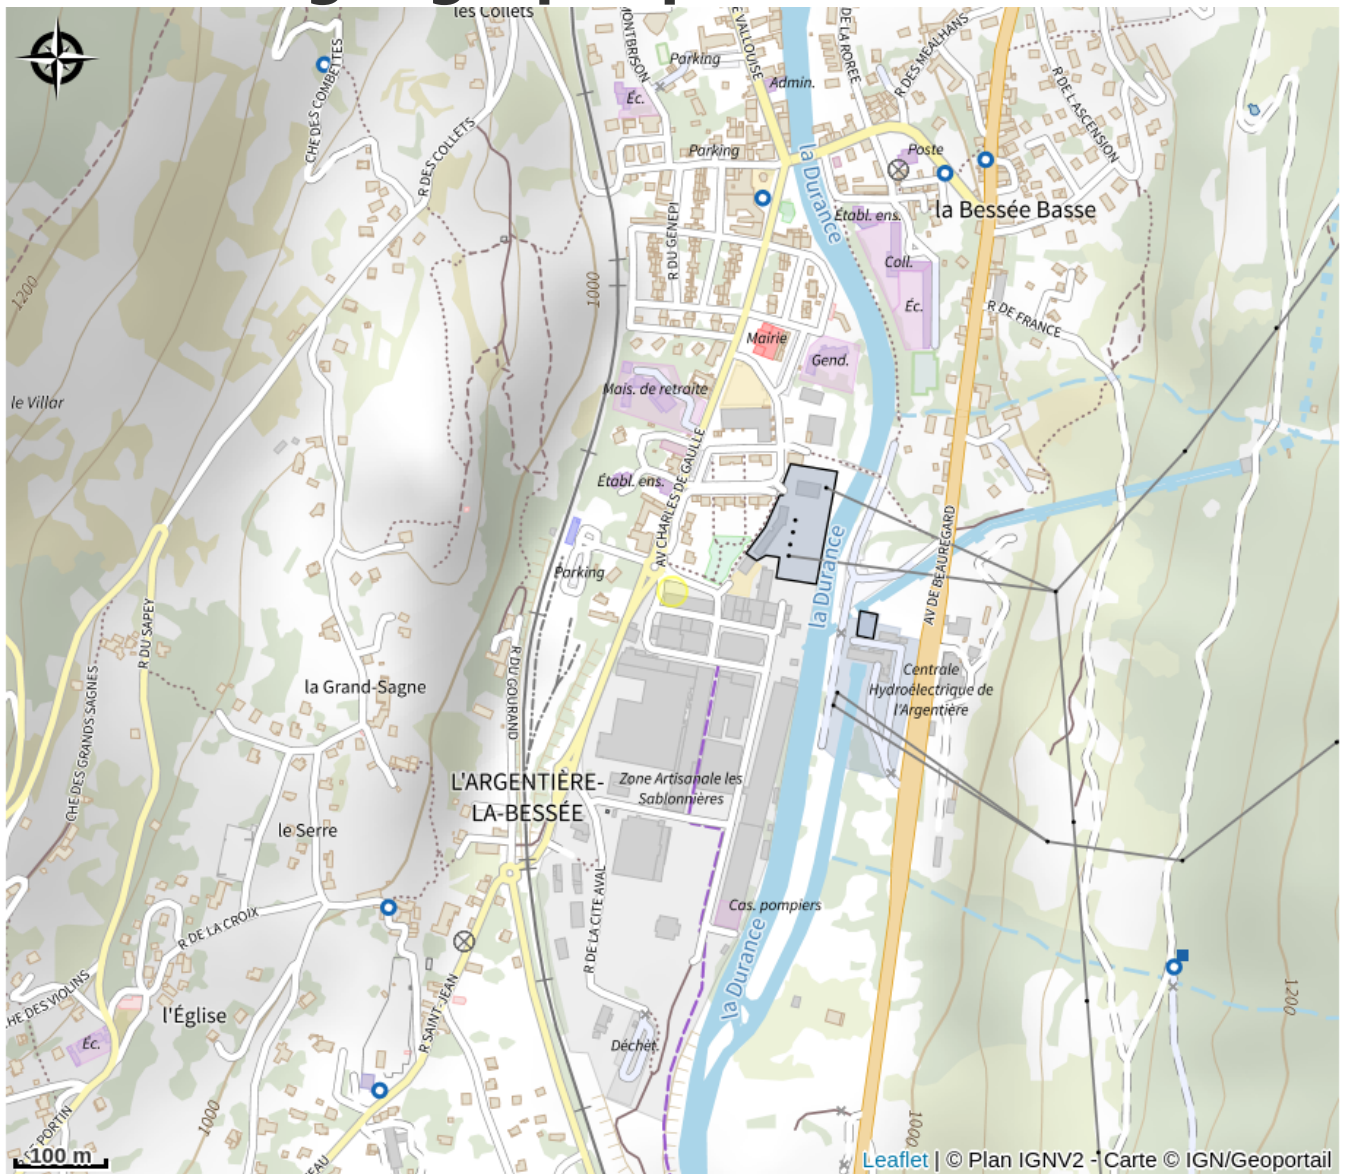 les Collets
MONTBRISON
Parking
E VALLOUISE
DE LA ROREE
R DES MEALHANS
Admin.
Éc.
CHE DES COMBETTES
R DE L ASCENSION
R DES COLLETS
Parking
Poste
la Durance
la Bessée Basse
Établ. ens.
R DU GENEPI
Coll.
1200
1000
Éc.
R DE FRANCE
Mairie
Gend.
Mais. de retraite
le Villar
AV CHARLES DE GAULLE
Établ. ens.
Parking
la Durance
AV DE BEAUREGARD
R DU SAPEY
CHE DES GRANDS SAGNES
R DU GOURAND
la Grand-Sagne
Centrale
Hydroélectrique de
l'Argentière
L'ARGENTIÈRE-
LA-BESSÉE
Zone Artisanale les
Sablonnières
le Serre
R DE LA CITE AVAL
Cas. pompiers
R DE LA CROIX
la Durance
HE DES VIOLINS
l'Église
R SAINT-JEAN
1200
Éc.
Déchèt.
1000
1000
E PORTIN
EAU
100 m
Leaflet | © Plan IGNV2 - Carte © IGN/Geoportail